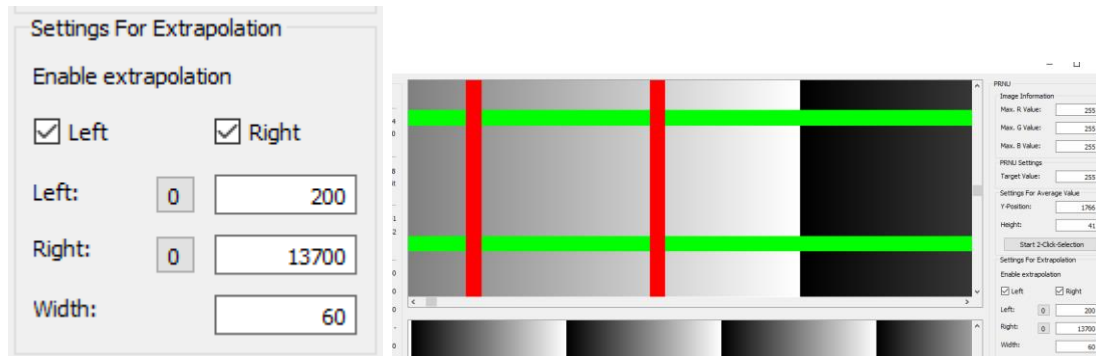 Settings For Extrapolation
Enable extrapolation
Left Right
Left: 0 200
Right: 0 13700
Width: 60
PRNU
Image Information
Max. R Value: 255
Max. G Value: 255
Max. B Value: 255
PRNU Settings
Target Value: 255
Settings For Average Value
Y-Position: 1766
Height: 41
Start 2-Click-Selection
Settings For Extrapolation
Enable extrapolation
Left Right
Left: 0 200
Right: 0 13700
Width: 60